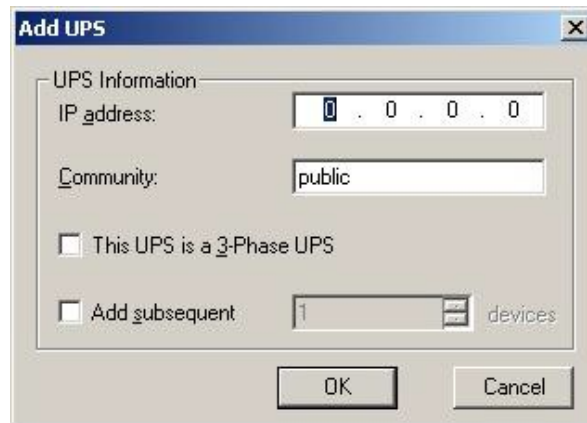 Add UPS
UPS Information
IP address: 0 . 0 . 0 . 0
Community: public
This UPS is a 3-Phase UPS
Add subsequent 1 devices
OK Cancel